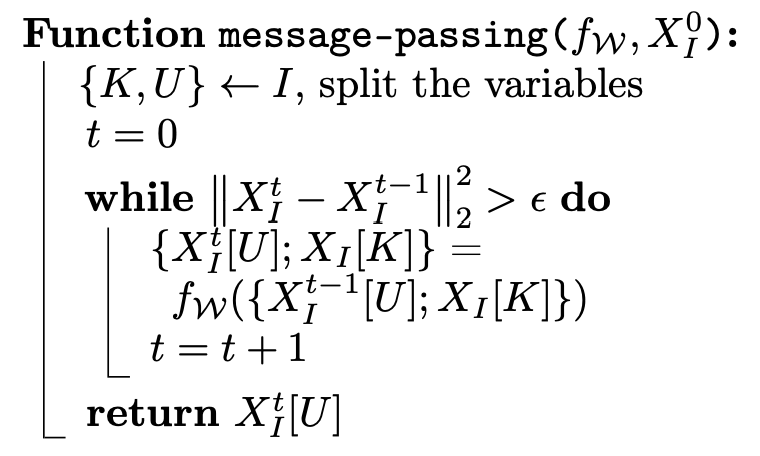 Function message-passing(f_𝒲, X_I^0):
{K, U} ← I, split the variables
t = 0
while ‖X_I^t − X_I^{t−1}‖_2^2 > ϵ do
{X_I^t[U]; X_I[K]} =
f_𝒲({X_I^{t−1}[U]; X_I[K]})
t = t + 1
return X_I^t[U]